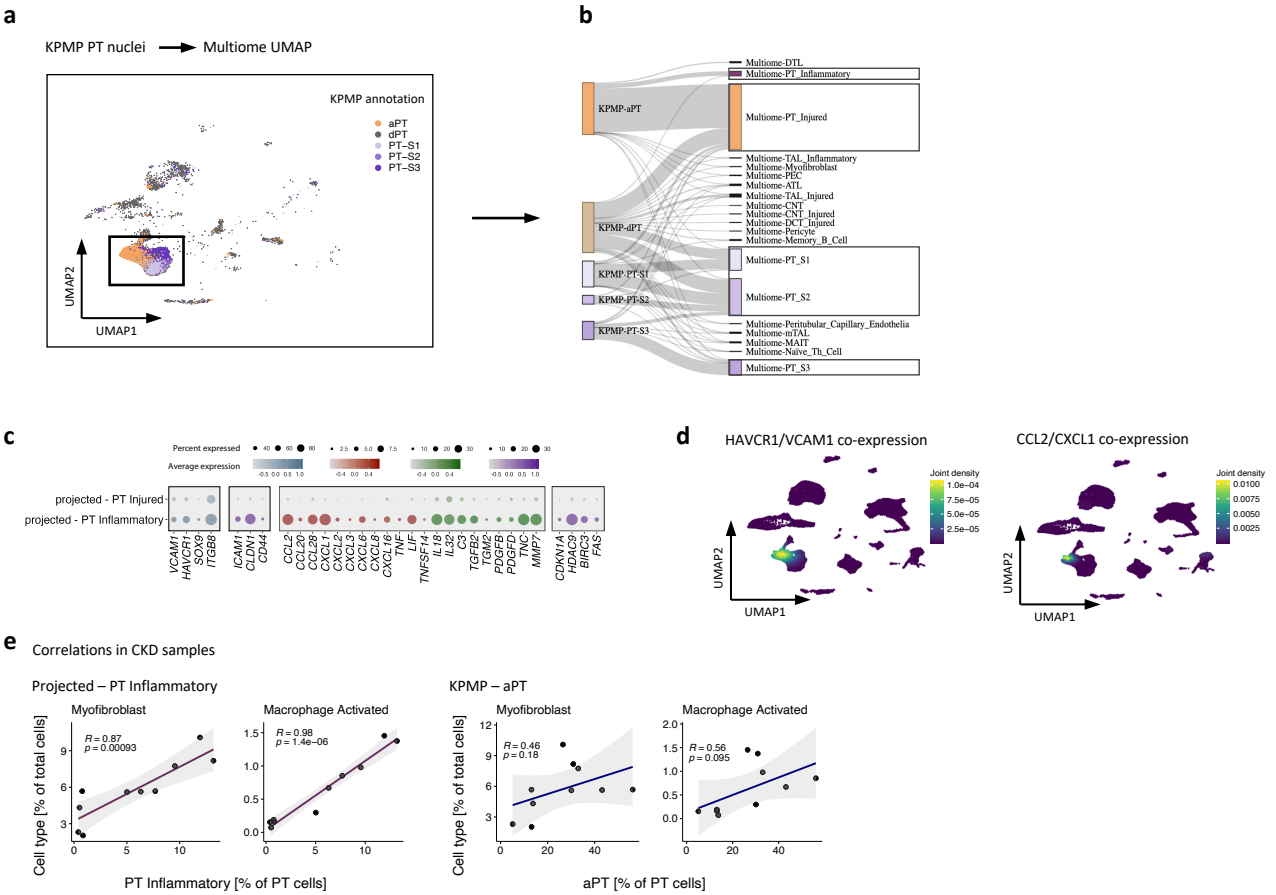 a
KPMP PT nuclei
Multiome UMAP
KPMP annotation
aPT
dPT
PT−S1
PT−S2
PT−S3
UMAP2
UMAP1
b
KPMP-aPT
KPMP-dPT
KPMP-PT-S1
KPMP-PT-S2
KPMP-PT-S3
Multiome-DTL
Multiome-PT_Inflammatory
Multiome-PT_Injured
Multiome-TAL_Inflammatory
Multiome-Myofibroblast
Multiome-PEC
Multiome-ATL
Multiome-TAL_Injured
Multiome-CNT
Multiome-CNT_Injured
Multiome-DCT_Injured
Multiome-Pericyte
Multiome-Memory_B_Cell
Multiome-PT_S1
Multiome-PT_S2
Multiome-Peritubular_Capillary_Endothelia
Multiome-mTAL
Multiome-MAIT
Multiome-Naïve_Th_Cell
Multiome-PT_S3
c
Percent expressed 40 60 80 2.5 5.0 7.5 10 20 30 10 20 30
Average expression
-0.5 0.0 0.5 1.0 -0.4 0.0 0.4 -0.4 0.0 0.4 -0.5 0.0 0.5 1.0
projected - PT Injured
projected - PT Inflammatory
VCAM1
HAVCR1
SOX9
ITGB8
ICAM1
CLDN1
CD44
CCL2
CCL20
CCL28
CXCL1
CXCL2
CXCL3
CXCL6
CXCL8
CXCL16
TNF
LIF
TNFSF14
IL18
IL32
C3
TGFB2
TGM2
PDGFB
PDGFD
TNC
MMP7
CDKN1A
HDAC9
BIRC3
FAS
d
HAVCR1/VCAM1 co-expression
Joint density
1.0e−04
7.5e−05
5.0e−05
2.5e−05
UMAP2
UMAP1
CCL2/CXCL1 co-expression
Joint density
0.0100
0.0075
0.0050
0.0025
UMAP2
UMAP1
e
Correlations in CKD samples
Projected – PT Inflammatory
Myofibroblast
R = 0.87
p = 0.00093
9
6
3
0 5 10
Cell type [% of total cells]
Macrophage Activated
R = 0.98
p = 1.4e−06
1.5
1.0
0.5
0.0
0 5 10
PT Inflammatory [% of PT cells]
KPMP – aPT
Myofibroblast
R = 0.46
p = 0.18
12
9
6
3
0 20 40
Cell type [% of total cells]
Macrophage Activated
R = 0.56
p = 0.095
2.0
1.5
1.0
0.5
0.0
0 20 40
aPT [% of PT cells]